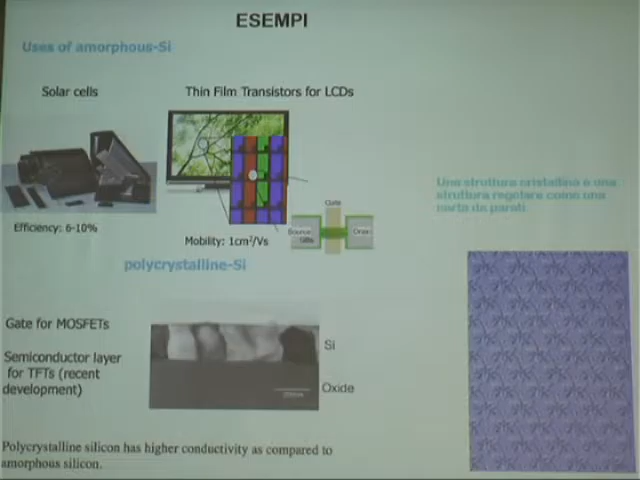 ESEMPI
Uses of amorphous-Si
Solar cells
Thin Film Transistors for LCDs
Efficiency: 6-10%
Mobility: 1cm²/Vs
Gate
Source
Drain
polycrystalline-Si
Gate for MOSFETs
Semiconductor layer
for TFTs (recent
development)
Si
Oxide
Polycrystalline silicon has higher conductivity as compared to
amorphous silicon.
Una struttura cristallina è una
struttura regolare come una
carta da parati